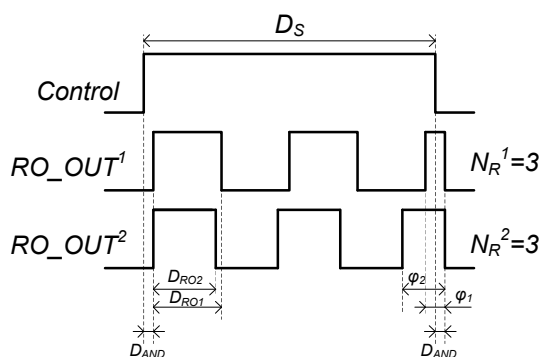 D_S
Control
RO_OUT^1 N_R^1=3
RO_OUT^2 N_R^2=3
D_RO2 φ_2
D_RO1 φ_1
D_AND D_AND